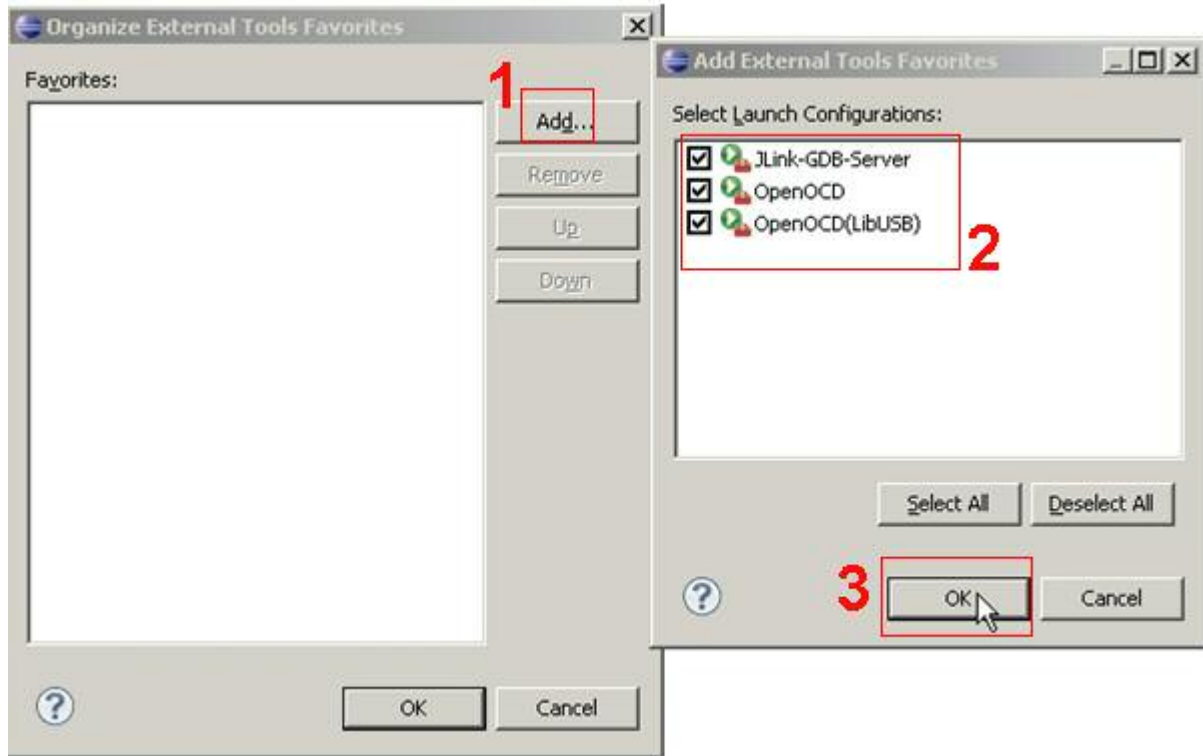 Organize External Tools Favorites
Favorites:
1
Add...
Remove
Up
Down
OK
Cancel
Add External Tools Favorites
Select Launch Configurations:
JLink-GDB-Server
OpenOCD
OpenOCD(LibUSB)
2
Select All
Deselect All
3
OK
Cancel